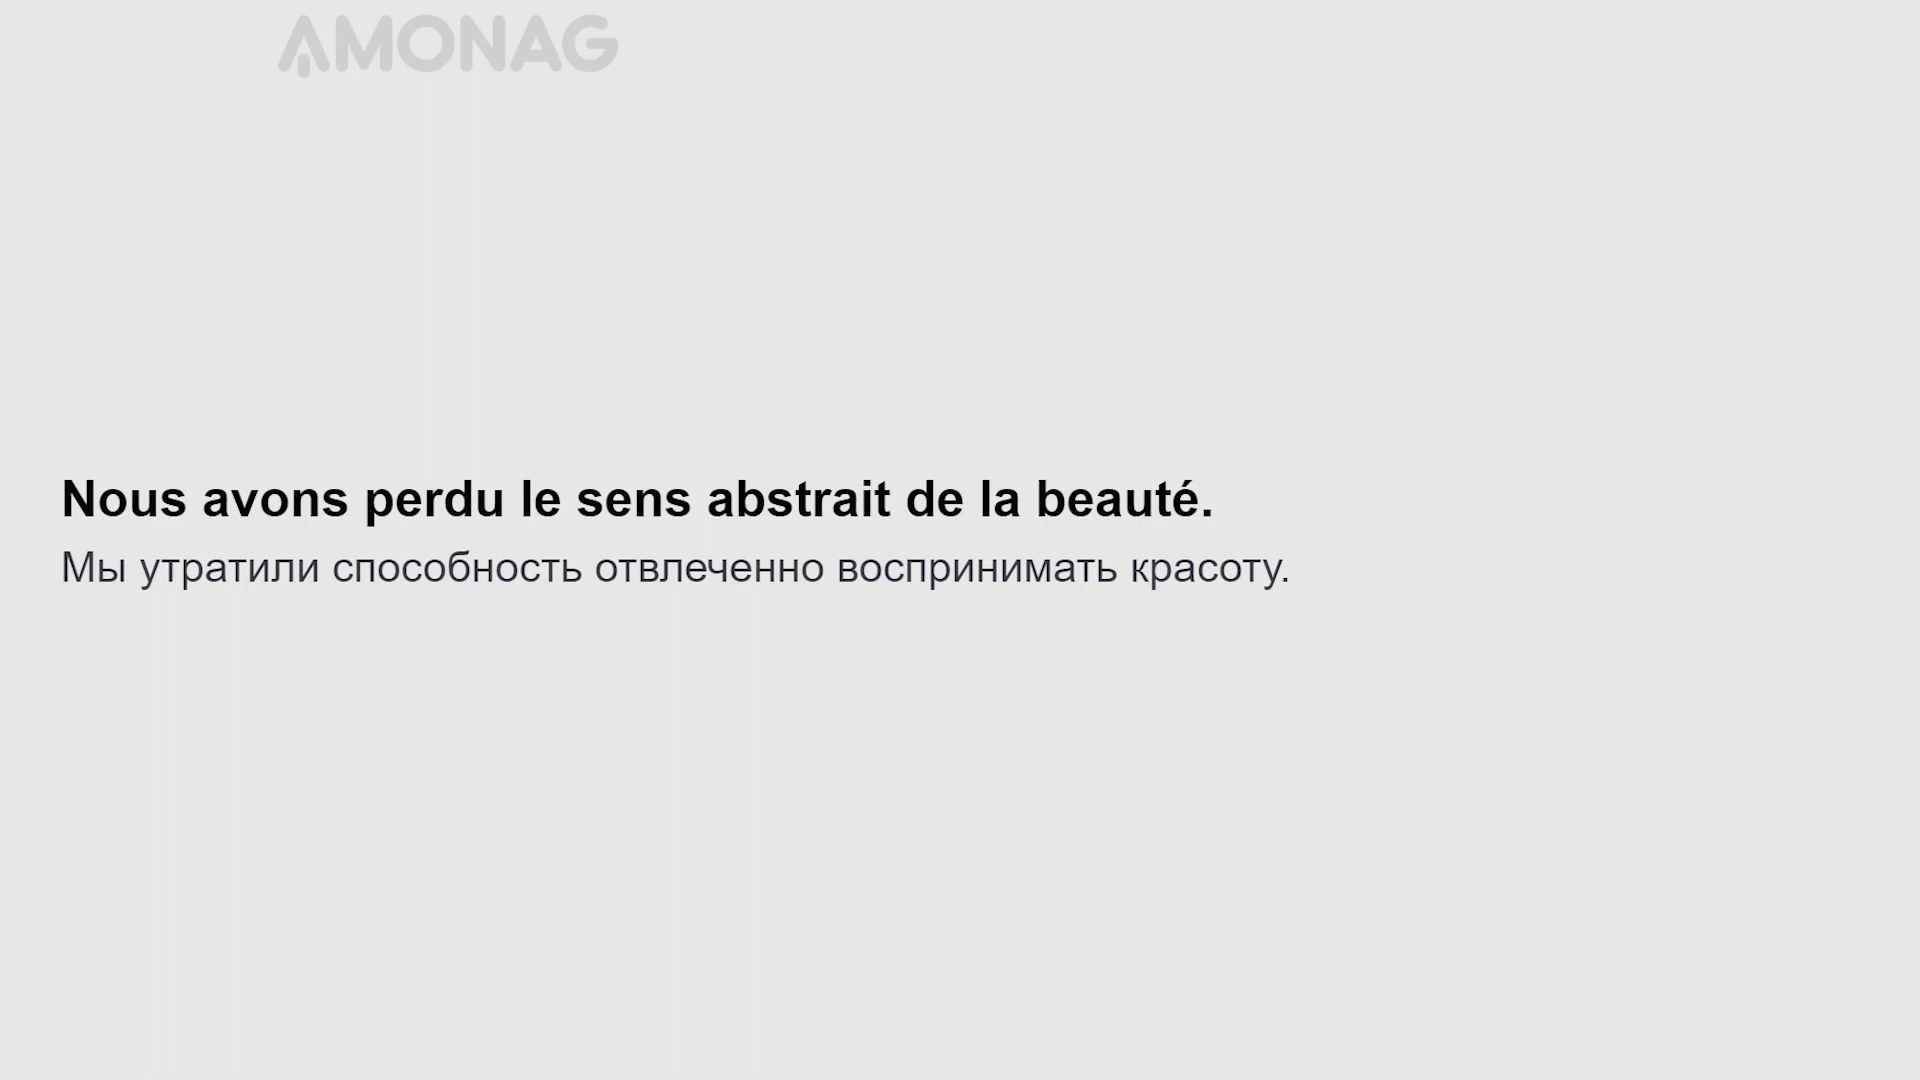 AMONAG
Nous avons perdu le sens abstrait de la beauté.
Мы утратили способность отвлеченно воспринимать красоту.